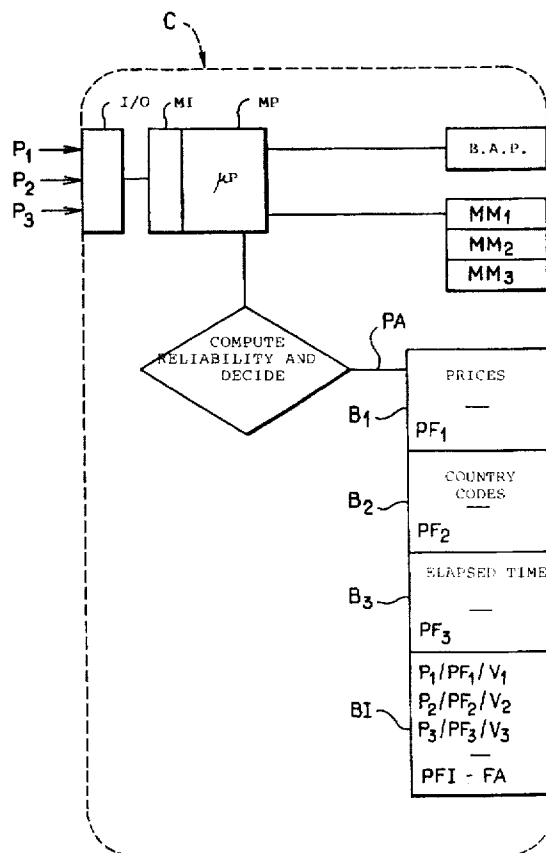 C
I/O MI MP
P1
P2
P3
μP
B.A.P.
MM1
MM2
MM3
COMPUTE
RELIABILITY AND
DECIDE
PA
PRICES
B1
PF1
COUNTRY
CODES
B2
PF2
ELAPSED TIME
B3
PF3
P1/PF1/V1
P2/PF2/V2
BI
P3/PF3/V3
PFI - FA